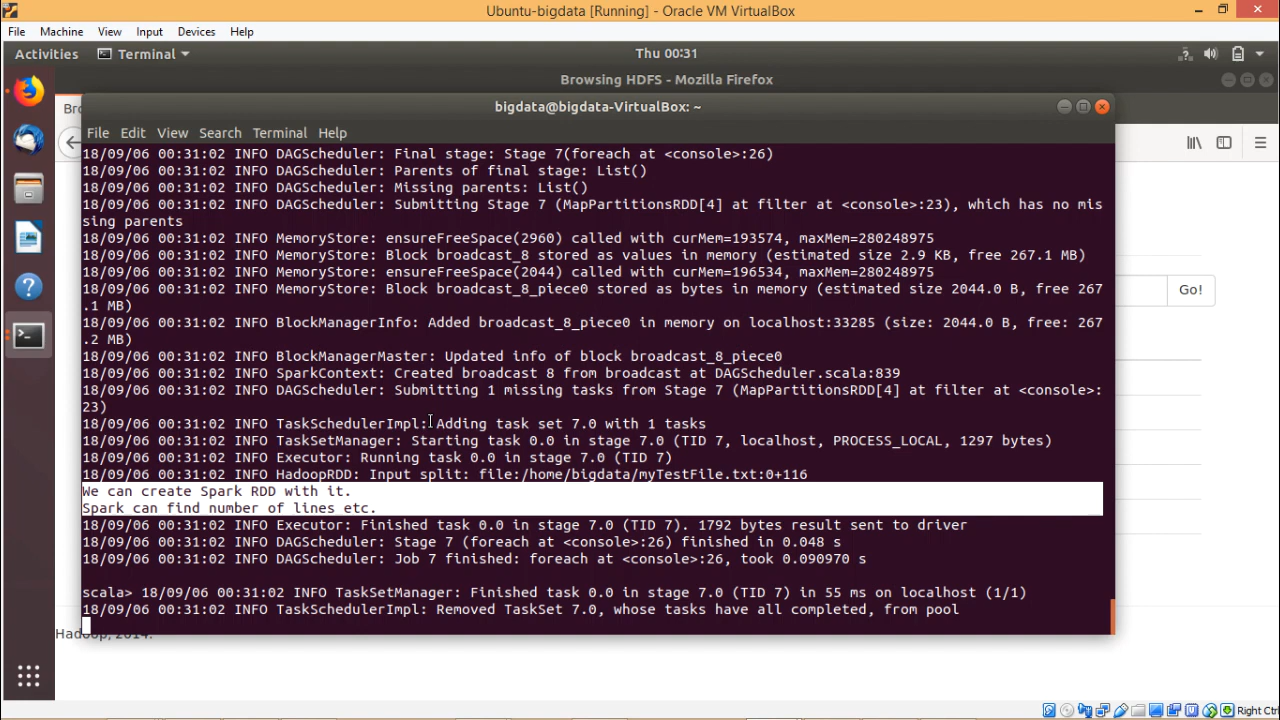 Ubuntu-bigdata [Running] - Oracle VM VirtualBox
File Machine View Input Devices Help
Activities Terminal Thu 00:31
Browsing HDFS - Mozilla Firefox
Bro
bigdata@bigdata-VirtualBox: ~
File Edit View Search Terminal Help
18/09/06 00:31:02 INFO DAGScheduler: Final stage: Stage 7(foreach at <console>:26)
18/09/06 00:31:02 INFO DAGScheduler: Parents of final stage: List()
18/09/06 00:31:02 INFO DAGScheduler: Missing parents: List()
18/09/06 00:31:02 INFO DAGScheduler: Submitting Stage 7 (MapPartitionsRDD[4] at filter at <console>:23), which has no mis
sing parents
18/09/06 00:31:02 INFO MemoryStore: ensureFreeSpace(2960) called with curMem=193574, maxMem=280248975
18/09/06 00:31:02 INFO MemoryStore: Block broadcast_8 stored as values in memory (estimated size 2.9 KB, free 267.1 MB)
18/09/06 00:31:02 INFO MemoryStore: ensureFreeSpace(2044) called with curMem=196534, maxMem=280248975
18/09/06 00:31:02 INFO MemoryStore: Block broadcast_8_piece0 stored as bytes in memory (estimated size 2044.0 B, free 267
.1 MB)
18/09/06 00:31:02 INFO BlockManagerInfo: Added broadcast_8_piece0 in memory on localhost:33285 (size: 2044.0 B, free: 267
.2 MB)
18/09/06 00:31:02 INFO BlockManagerMaster: Updated info of block broadcast_8_piece0
18/09/06 00:31:02 INFO SparkContext: Created broadcast 8 from broadcast at DAGScheduler.scala:839
18/09/06 00:31:02 INFO DAGScheduler: Submitting 1 missing tasks from Stage 7 (MapPartitionsRDD[4] at filter at <console>:
23)
18/09/06 00:31:02 INFO TaskSchedulerImpl: Adding task set 7.0 with 1 tasks
18/09/06 00:31:02 INFO TaskSetManager: Starting task 0.0 in stage 7.0 (TID 7, localhost, PROCESS_LOCAL, 1297 bytes)
18/09/06 00:31:02 INFO Executor: Running task 0.0 in stage 7.0 (TID 7)
18/09/06 00:31:02 INFO HadoopRDD: Input split: file:/home/bigdata/myTestFile.txt:0+116
We can create Spark RDD with it.
Spark can find number of lines etc.
18/09/06 00:31:02 INFO Executor: Finished task 0.0 in stage 7.0 (TID 7). 1792 bytes result sent to driver
18/09/06 00:31:02 INFO DAGScheduler: Stage 7 (foreach at <console>:26) finished in 0.048 s
18/09/06 00:31:02 INFO DAGScheduler: Job 7 finished: foreach at <console>:26, took 0.090970 s
scala> 18/09/06 00:31:02 INFO TaskSetManager: Finished task 0.0 in stage 7.0 (TID 7) in 55 ms on localhost (1/1)
18/09/06 00:31:02 INFO TaskSchedulerImpl: Removed TaskSet 7.0, whose tasks have all completed, from pool
Go!
Hadoop, 2014.
Right Ctrl